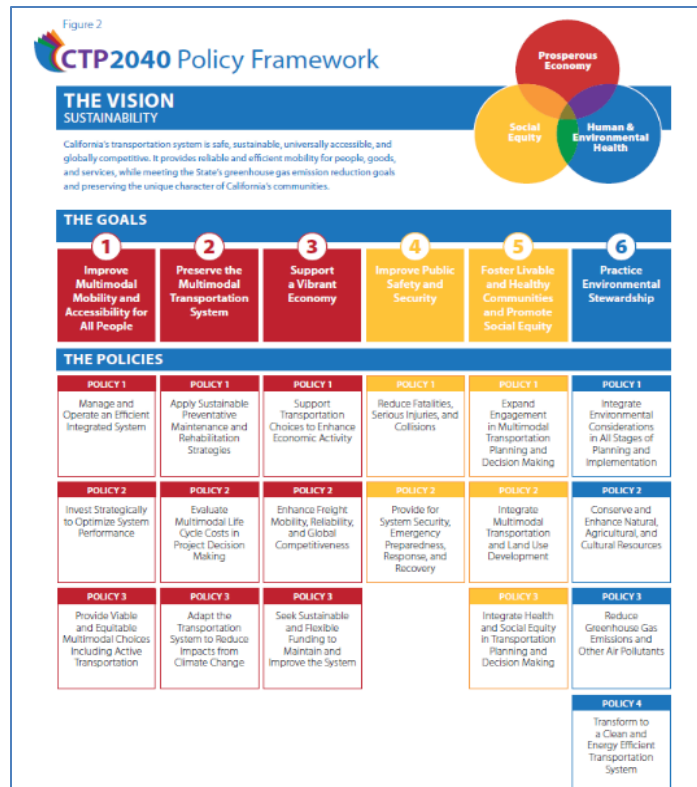 Figure 2
CTP2040 Policy Framework
Prosperous
Economy
Social
Equity
Human &
Environmental
Health
THE VISION
SUSTAINABILITY
California's transportation system is safe, sustainable, universally accessible, and
globally competitive. It provides reliable and efficient mobility for people, goods,
and services, while meeting the State's greenhouse gas emission reduction goals
and preserving the unique character of California's communities.
THE GOALS
1
Improve
Multimodal
Mobility and
Accessibility for
All People
2
Preserve the
Multimodal
Transportation
System
3
Support
a Vibrant
Economy
4
Improve Public
Safety and
Security
5
Foster Livable
and Healthy
Communities
and Promote
Social Equity
6
Practice
Environmental
Stewardship
THE POLICIES
POLICY 1
Manage and
Operate an Efficient
Integrated System
POLICY 1
Apply Sustainable
Preventative
Maintenance and
Rehabilitation
Strategies
POLICY 1
Support
Transportation
Choices to Enhance
Economic Activity
POLICY 1
Reduce Fatalities,
Serious Injuries, and
Collisions
POLICY 1
Expand
Engagement
in Multimodal
Transportation
Planning and
Decision Making
POLICY 1
Integrate
Environmental
Considerations
in All Stages of
Planning and
Implementation
POLICY 2
Invest Strategically
to Optimize System
Performance
POLICY 2
Evaluate
Multimodal Life
Cycle Costs in
Project Decision
Making
POLICY 2
Enhance Freight
Mobility, Reliability,
and Global
Competitiveness
POLICY 2
Provide for
System Security,
Emergency
Preparedness,
Response, and
Recovery
POLICY 2
Integrate
Multimodal
Transportation
and Land Use
Development
POLICY 2
Conserve and
Enhance Natural,
Agricultural, and
Cultural Resources
POLICY 3
Provide Viable
and Equitable
Multimodal Choices
Including Active
Transportation
POLICY 3
Adapt the
Transportation
System to Reduce
Impacts from
Climate Change
POLICY 3
Seek Sustainable
and Flexible
Funding to
Maintain and
Improve the System
POLICY 3
Integrate Health
and Social Equity
in Transportation
Planning and
Decision Making
POLICY 3
Reduce
Greenhouse Gas
Emissions and
Other Air Pollutants
POLICY 4
Transform to
a Clean and
Energy Efficient
Transportation
System